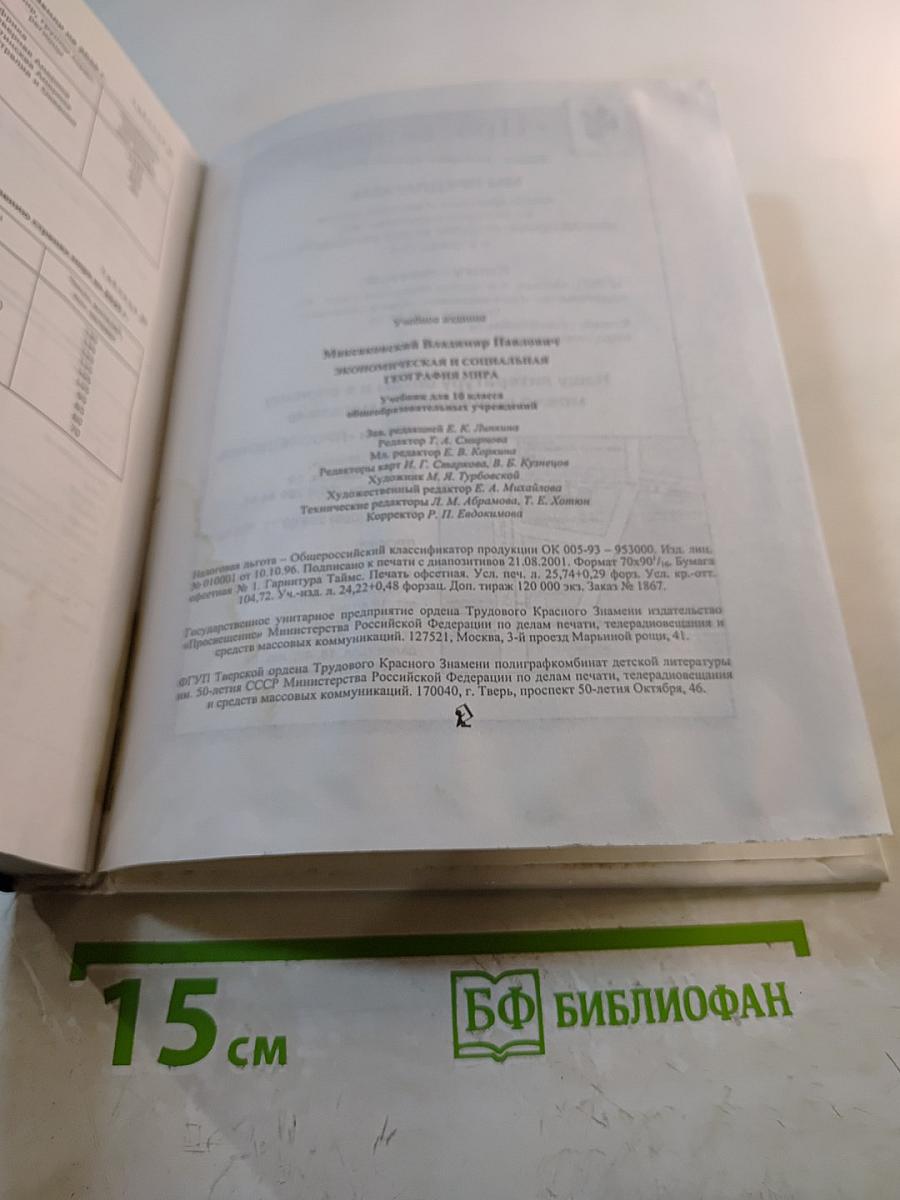 Учебное издание
Максаковский Владимир Павлович
ЭКОНОМИЧЕСКАЯ И СОЦИАЛЬНАЯ
ГЕОГРАФИЯ МИРА
Учебник для 10 класса
общеобразовательных учреждений
Зав. редакцией Е. К. Липкина
Редактор Т. А. Смирнова
Мл. редактор Е. В. Коркина
Редакторы карт И. Г. Старкова, В. Б. Кузнецов
Художник М. Я. Турбовской
Художественный редактор Е. А. Михайлова
Технические редакторы Л. М. Абрамова, Т. Е. Хотюн
Корректор Р. П. Евдокимова
Налоговая льгота – Общероссийский классификатор продукции ОК 005-93 – 953000. Изд. лиц.
№ 010001 от 10.10.96. Подписано к печати с диапозитивов 21.08.2001. Формат 70х90¹/₁₆. Бумага
офсетная № 1. Гарнитура Таймс. Печать офсетная. Усл. печ. л. 25,74+0,29 форз. Усл. кр.-отт.
104,72. Уч.-изд. л. 24,22+0,48 форзац. Доп. тираж 120 000 экз. Заказ № 1867.
Государственное унитарное предприятие ордена Трудового Красного Знамени издательство
«Просвещение» Министерства Российской Федерации по делам печати, телерадиовещания и
средств массовых коммуникаций. 127521, Москва, 3-й проезд Марьиной рощи, 41.
ФГУП Тверской ордена Трудового Красного Знамени полиграфкомбинат детской литературы
им. 50-летия СССР Министерства Российской Федерации по делам печати, телерадиовещания
и средств массовых коммуникаций. 170040, г. Тверь, проспект 50-летия Октября, 46.
15 см
БФ БИБЛИОФАН